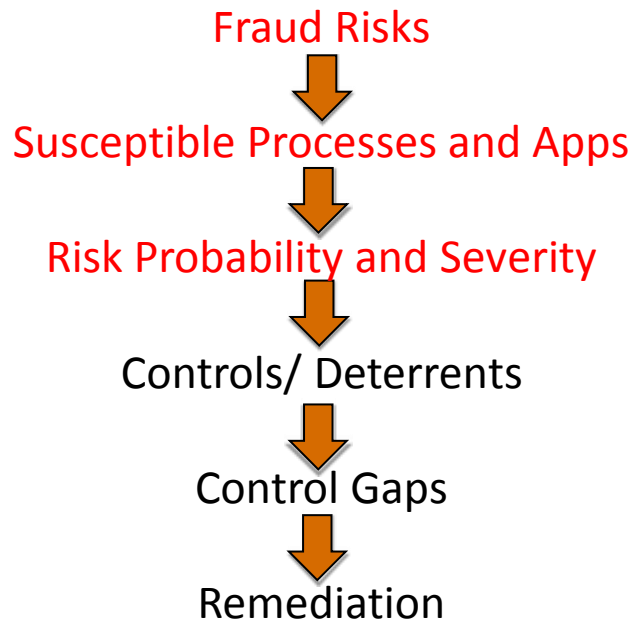 Fraud Risks
Susceptible Processes and Apps
Risk Probability and Severity
Controls/ Deterrents
Control Gaps
Remediation